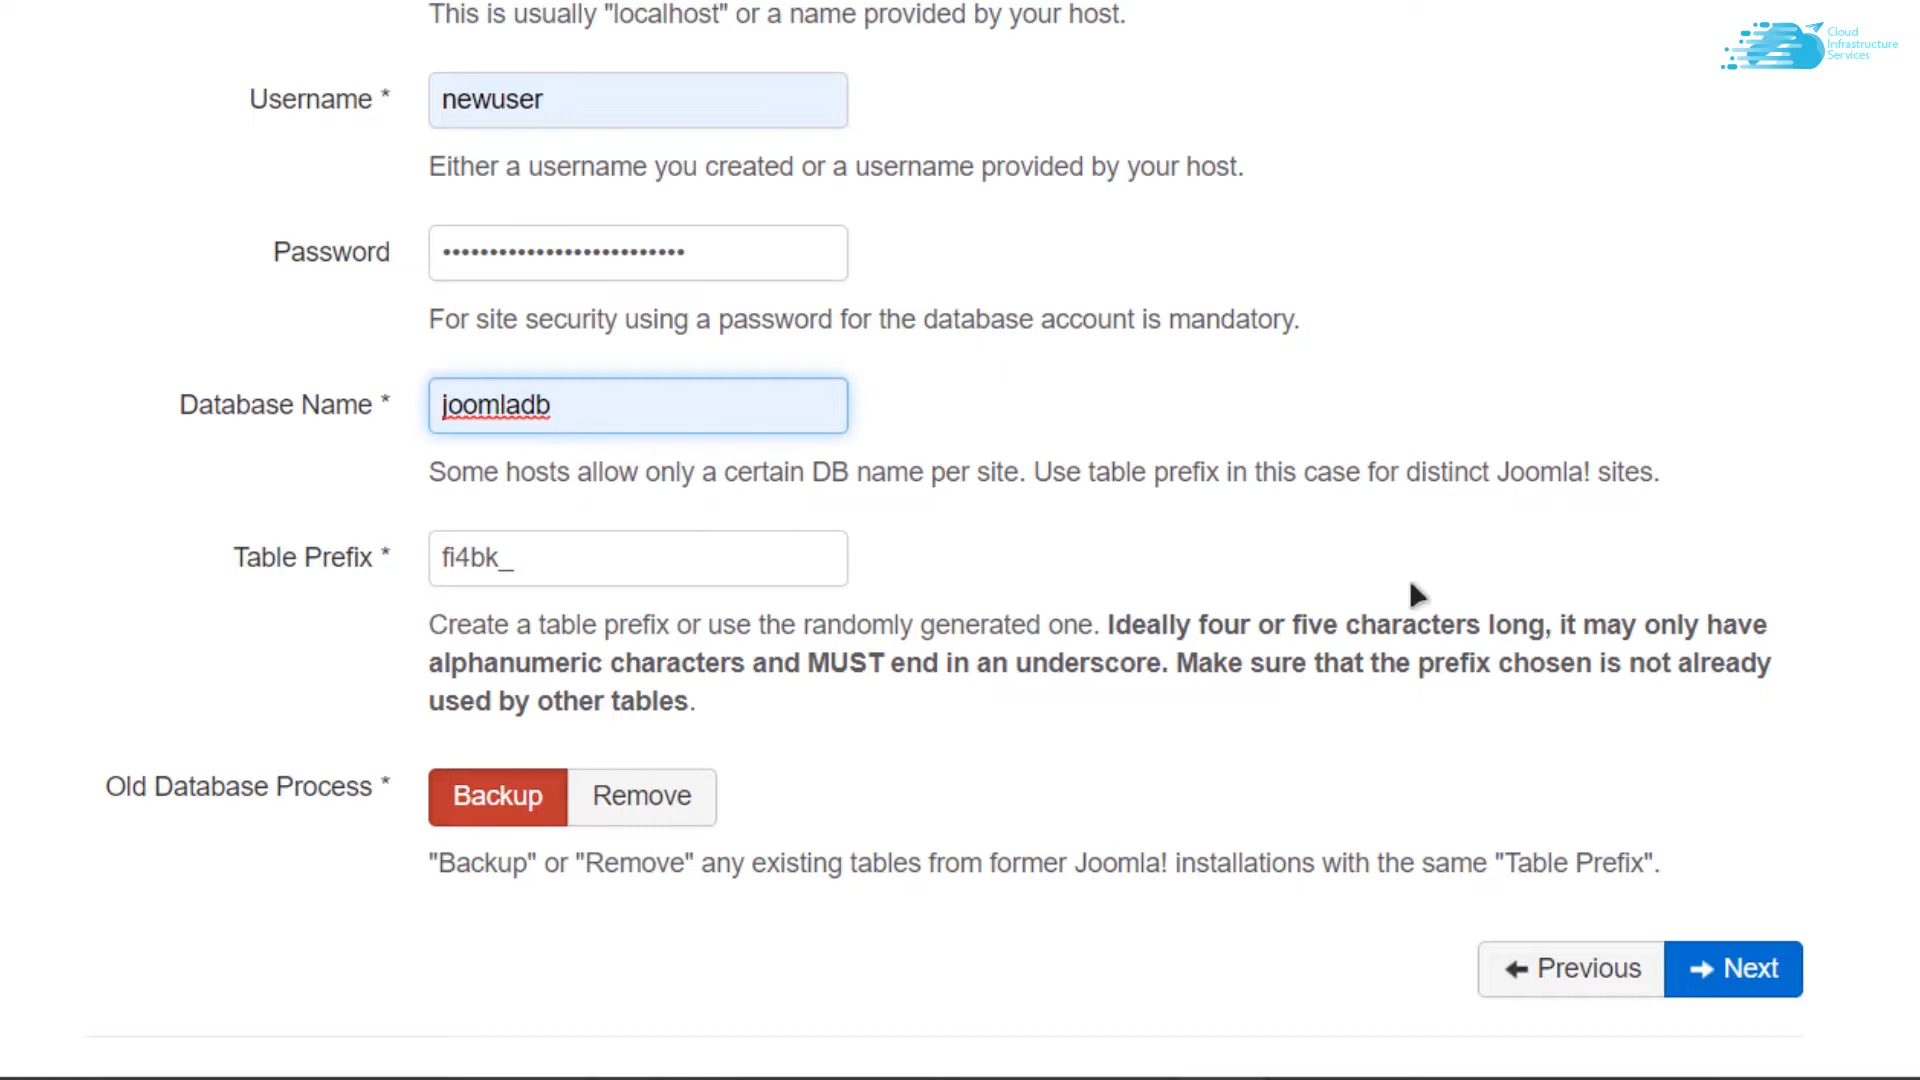 This is usually "localhost" or a name provided by your host.
Cloud
Infrastructure
Services
Username *
newuser
Either a username you created or a username provided by your host.
Password
••••••••••••••••••••••••••
For site security using a password for the database account is mandatory.
Database Name *
joomladb
Some hosts allow only a certain DB name per site. Use table prefix in this case for distinct Joomla! sites.
Table Prefix *
fi4bk_
Create a table prefix or use the randomly generated one. Ideally four or five characters long, it may only have
alphanumeric characters and MUST end in an underscore. Make sure that the prefix chosen is not already
used by other tables.
Old Database Process *
Backup Remove
"Backup" or "Remove" any existing tables from former Joomla! installations with the same "Table Prefix".
Previous Next